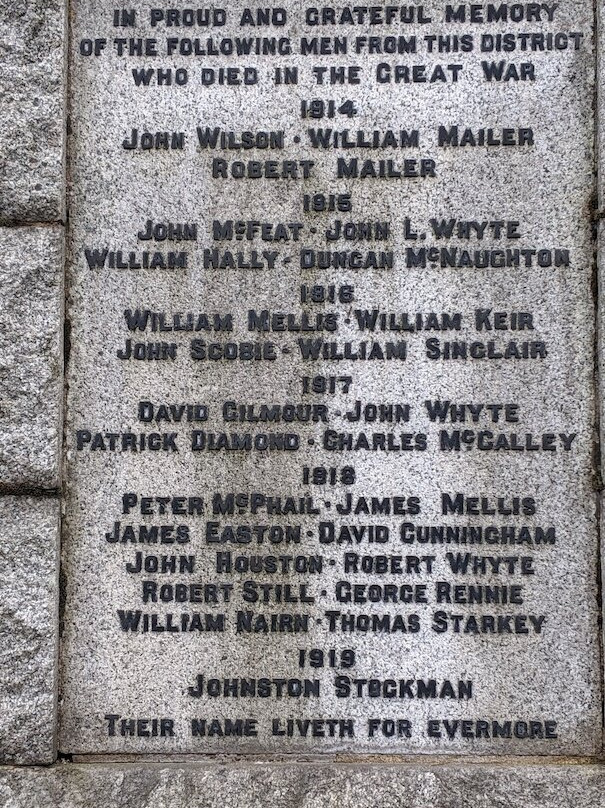 IN PROUD AND GRATEFUL MEMORY
OF THE FOLLOWING MEN FROM THIS DISTRICT
WHO DIED IN THE GREAT WAR
1914
JOHN WILSON · WILLIAM MAILER
ROBERT MAILER
1915
JOHN McFEAT · JOHN L. WHYTE
WILLIAM HALLY · DUNCAN McNAUGHTON
1916
WILLIAM MELLIS · WILLIAM KEIR
JOHN SCOBIE · WILLIAM SINCLAIR
1917
DAVID GILMOUR · JOHN WHYTE
PATRICK DIAMOND · CHARLES McCALLEY
1918
PETER McPHAIL · JAMES MELLIS
JAMES EASTON · DAVID CUNNINGHAM
JOHN HOUSTON · ROBERT WHYTE
ROBERT STILL · GEORGE RENNIE
WILLIAM NAIRN · THOMAS STARKEY
1919
JOHNSTON STOCKMAN
THEIR NAME LIVETH FOR EVERMORE